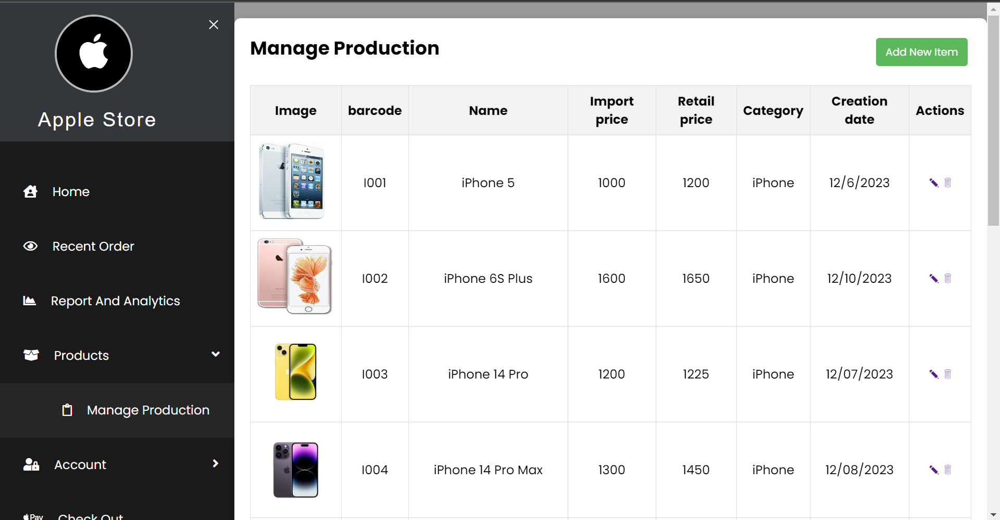 Apple Store
Home
Recent Order
Report And Analytics
Products
Manage Production
Account
Pay
Check Out
Manage Production
Add New Item
Image
barcode
Name
Import price
Retail price
Category
Creation date
Actions
I001
iPhone 5
1000
1200
iPhone
12/6/2023
I002
iPhone 6S Plus
1600
1650
iPhone
12/10/2023
I003
iPhone 14 Pro
1200
1225
iPhone
12/07/2023
I004
iPhone 14 Pro Max
1300
1450
iPhone
12/08/2023